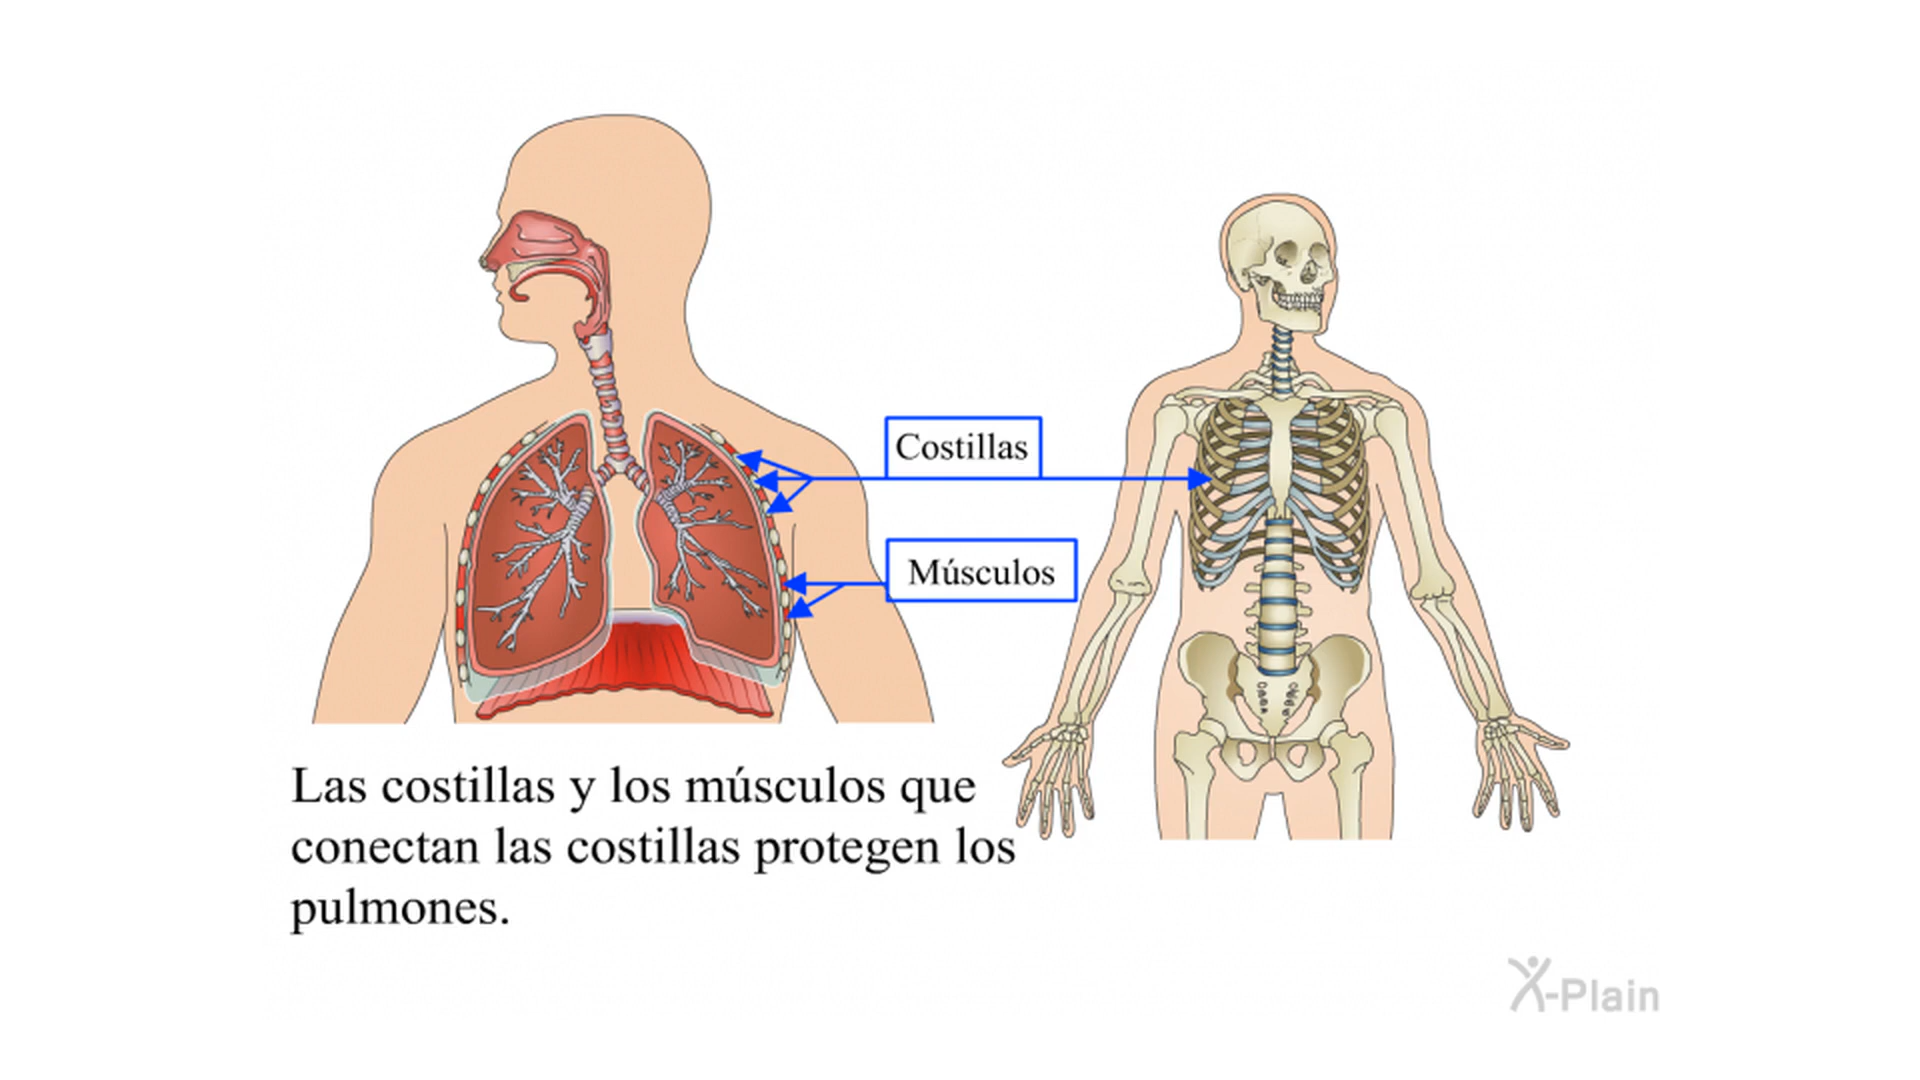 Costillas
Músculos
Las costillas y los músculos que
conectan las costillas protegen los
pulmones.
X-Plain